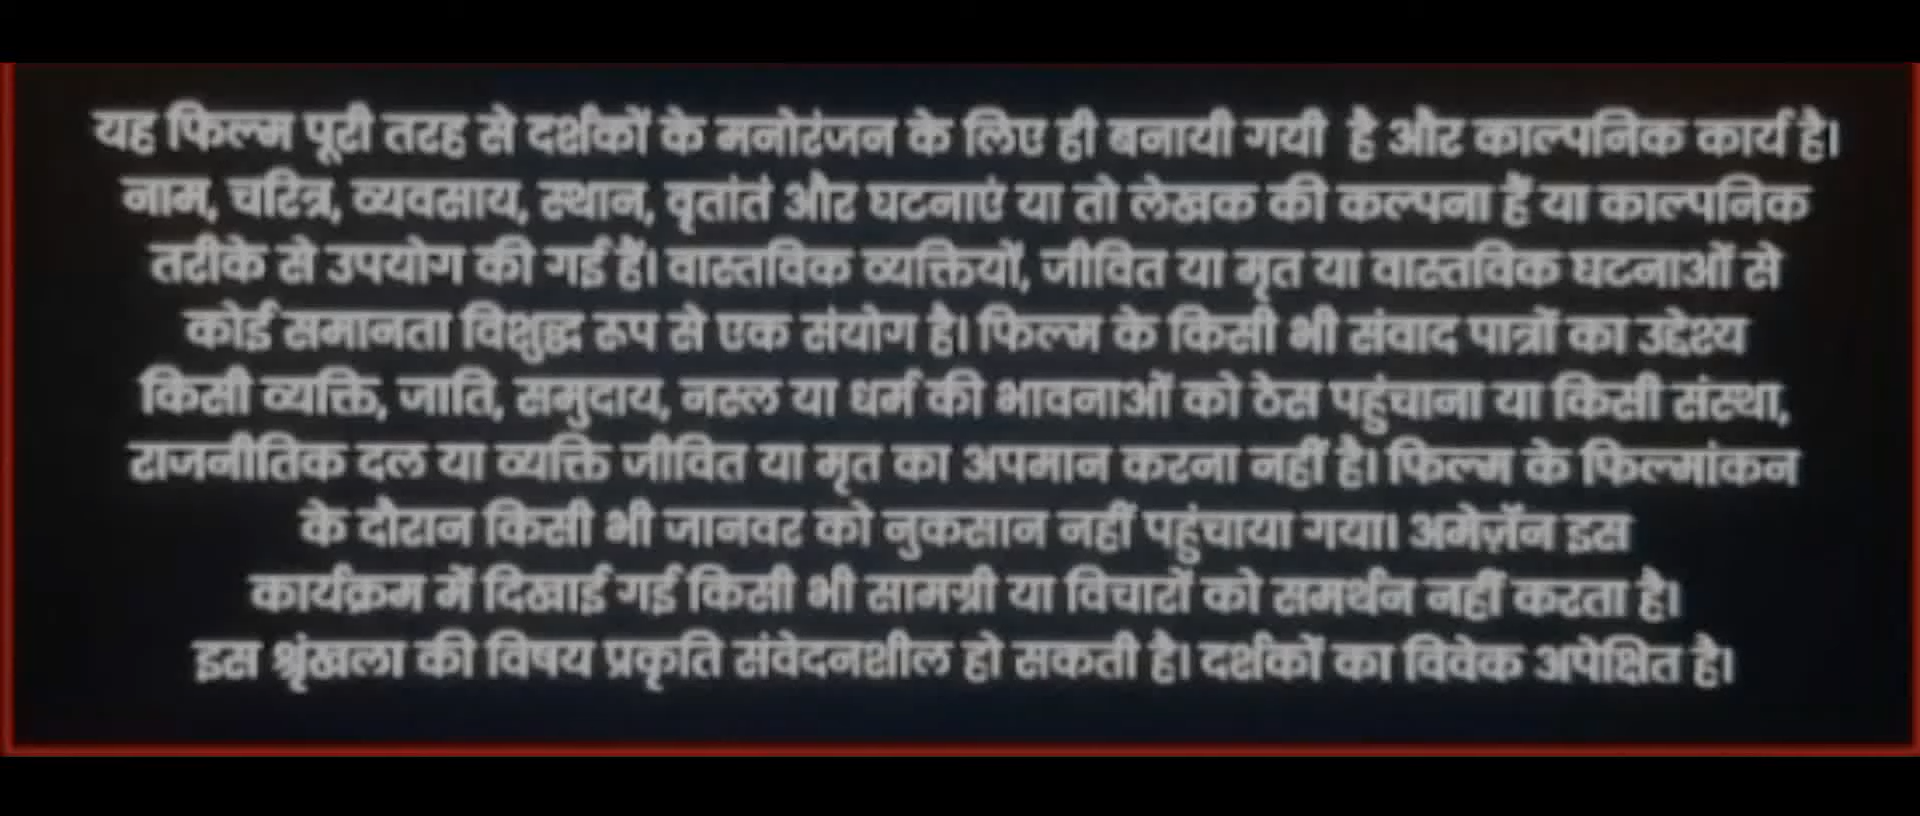 यह फिल्म पूरी तरह से दर्शकों के मनोरंजन के लिए ही बनायी गयी है और काल्पनिक कार्य है।
नाम, चरित्र, व्यवसाय, स्थान, वृतांतं और घटनाएं या तो लेखक की कल्पना हैं या काल्पनिक
तरीके से उपयोग की गई हैं। वास्तविक व्यक्तियों, जीवित या मृत या वास्तविक घटनाओं से
कोई समानता विक्षुद्ध रूप से एक संयोग है। फिल्म के किसी भी संवाद पात्रों का उद्देश्य
किसी व्यक्ति, जाति, समुदाय, नस्ल या धर्म की भावनाओं को ठेस पहुंचाना या किसी संस्था,
राजनीतिक दल या व्यक्ति जीवित या मृत का अपमान करना नहीं है। फिल्म के फिल्मांकन
के दौरान किसी भी जानवर को नुकसान नहीं पहुंचाया गया। अमेज़ॅन इस
कार्यक्रम में दिखाई गई किसी भी सामग्री या विचारों को समर्थन नहीं करता है।
इस श्रृंखला की विषय प्रकृति संवेदनशील हो सकती है। दर्शकों का विवेक अपेक्षित है।